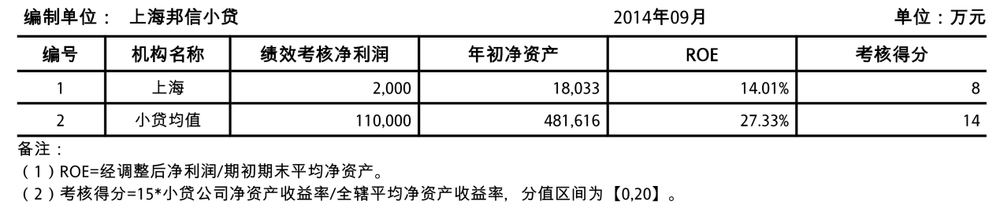 编制单位： 上海邦信小贷 2014年09月 单位：万元
编号 机构名称 绩效考核净利润 年初净资产 ROE 考核得分
1 上海 2,000 18,033 14.01% 8
2 小贷均值 110,000 481,616 27.33% 14
备注：
（1）ROE=经调整后净利润/期初期末平均净资产。
（2）考核得分=15*小贷公司净资产收益率/全辖平均净资产收益率，分值区间为【0,20】。